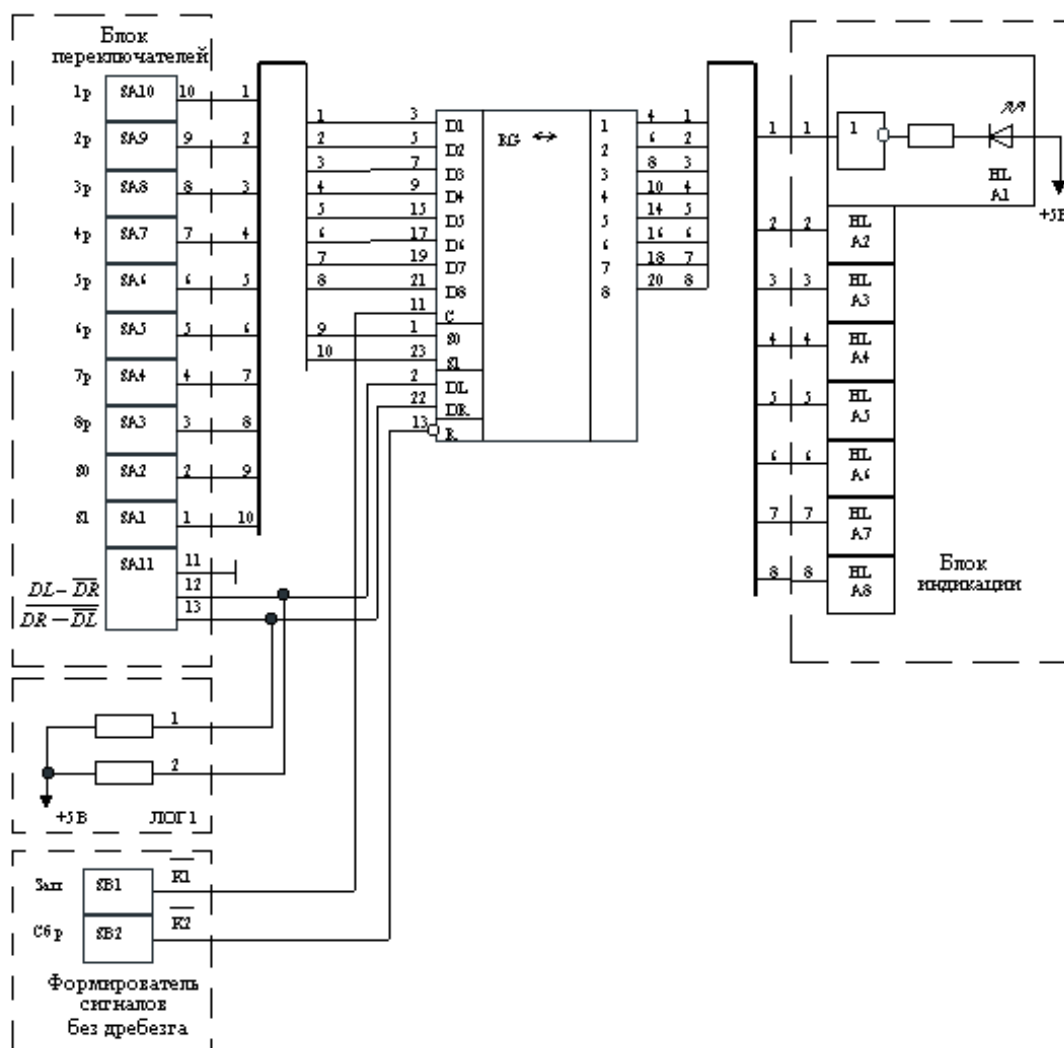 Блок
переключателей
1р SA10 10 1
2р SA9 9 2
3р SA8 8 3
4р SA7 7 4
5р SA6 6 5
6р SA5 5 6
7р SA4 4 7
8р SA3 3 8
S0 SA2 2 9
S1 SA1 1 10
SA11 11
DL-DR 12
DR-DL 13
1
2
+5В ЛОГ1
Зап SB1 K1
Сбр SB2 K2
Формирователь
сигналов
без дребезга
1 3 D1
2 5 D2
3 7 D3
4 9 D4
5 15 D5
6 17 D6
7 19 D7
8 21 D8
11 C
9 1 S0
10 23 S1
2 DL
22 DR
13 R
RG ↔
1 4 1
2 6 2
3 8 3
4 10 4
5 14 5
6 16 6
7 18 7
8 20 8
1 1 1
HL
A1
+5В
2 2 HL
A2
3 3 HL
A3
4 4 HL
A4
5 5 HL
A5
6 6 HL
A6
7 7 HL
A7
8 8 HL
A8
Блок
индикации